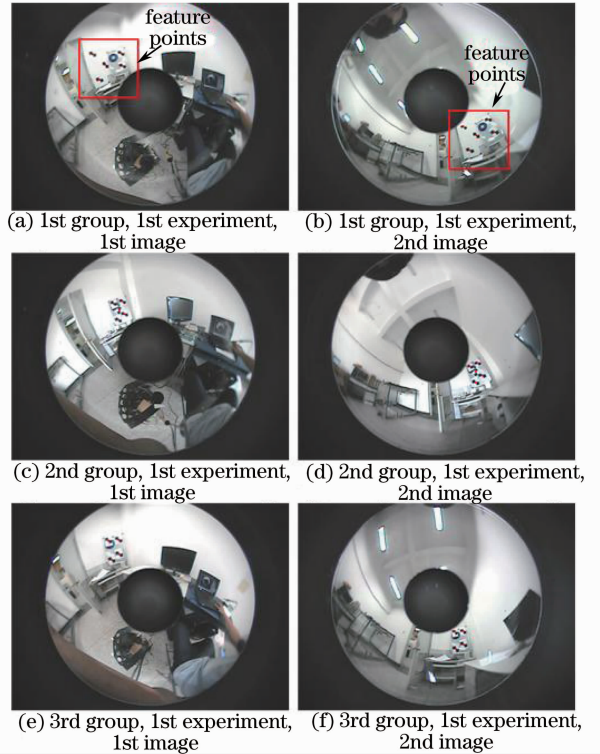 feature
points
feature
points
(a) 1st group, 1st experiment,
1st image
(b) 1st group, 1st experiment,
2nd image
(c) 2nd group, 1st experiment,
1st image
(d) 2nd group, 1st experiment,
2nd image
(e) 3rd group, 1st experiment,
1st image
(f) 3rd group, 1st experiment,
2nd image